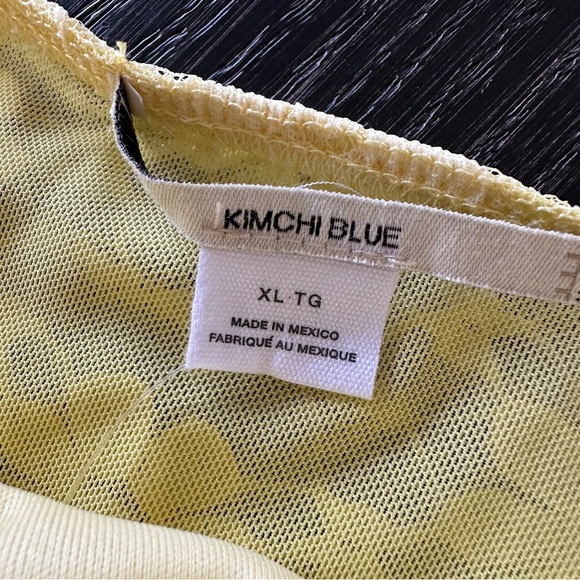 KIMCHI BLUE
XL · TG
MADE IN MEXICO
FABRIQUÉ AU MEXIQUE